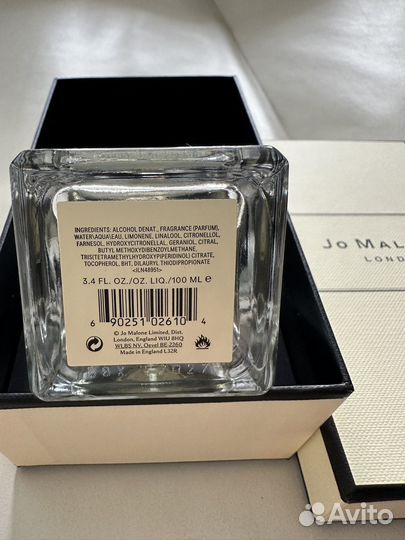 INGREDIENTS: ALCOHOL DENAT., FRAGRANCE (PARFUM),
WATER\AQUA\EAU, LIMONENE, LINALOOL, CITRONELLOL,
FARNESOL, HYDROXYCITRONELLAL, GERANIOL, CITRAL,
BUTYL METHOXYDIBENZOYLMETHANE,
TRIS(TETRAMETHYLHYDROXYPIPERIDINOL) CITRATE,
TOCOPHEROL, BHT, DILAURYL THIODIPROPIONATE
<ILN48951>
3.4 FL. OZ./OZ. LIQ./100 ML ℮
6 90251 02610 4
© Jo Malone Limited, Dist.
London, England W1U 8HQ
WLBS NV, Oevel BE-2260
Made in England L32R
Jo MALO
LOND
Avito